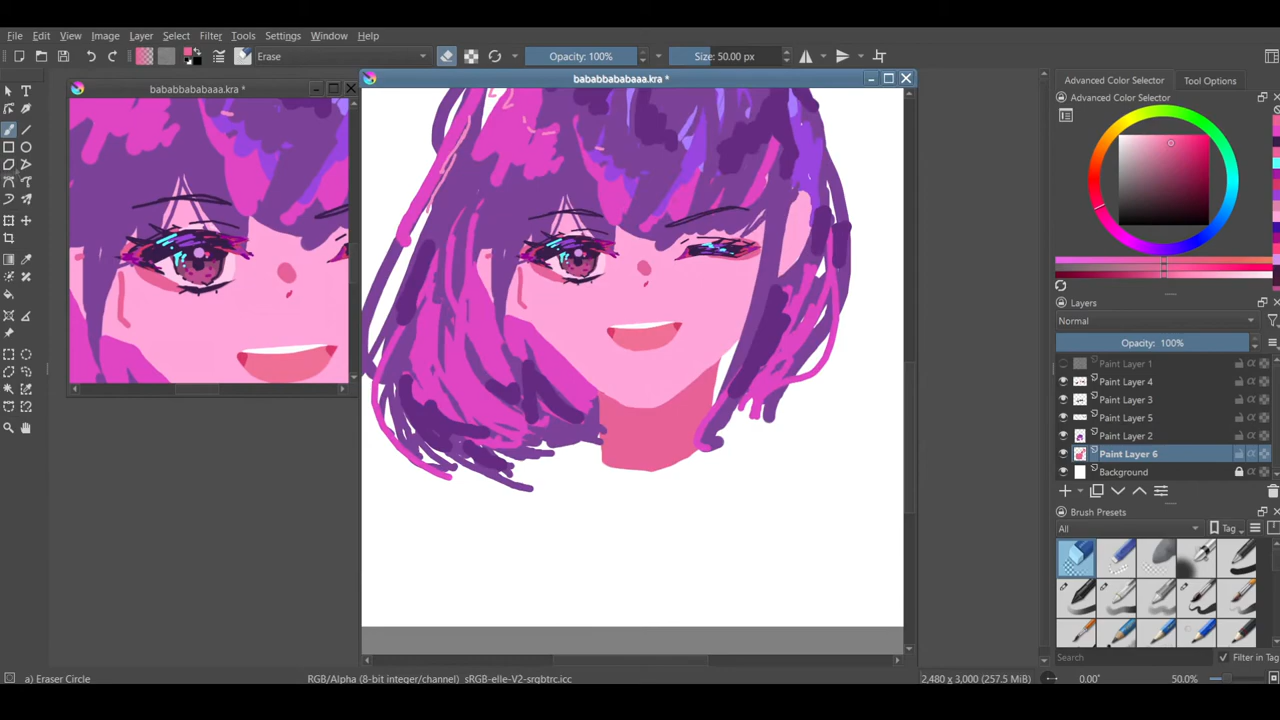 File Edit View Image Layer Select Filter Tools Settings Window Help
Erase Opacity: 100% Size: 50.00 px
bababbababaaa.kra *
bababbababaaa.kra *
Advanced Color Selector Tool Options
Advanced Color Selector
Layers
Normal
Opacity: 100%
Paint Layer 1
Paint Layer 4
Paint Layer 3
Paint Layer 5
Paint Layer 2
Paint Layer 6
Background
Brush Presets
All Tag
Search Filter in Tag
a) Eraser Circle RGB/Alpha (8-bit integer/channel) sRGB-elle-V2-srgbtrc.icc 2,480 x 3,000 (257.5 MiB) 0.00° 50.0%